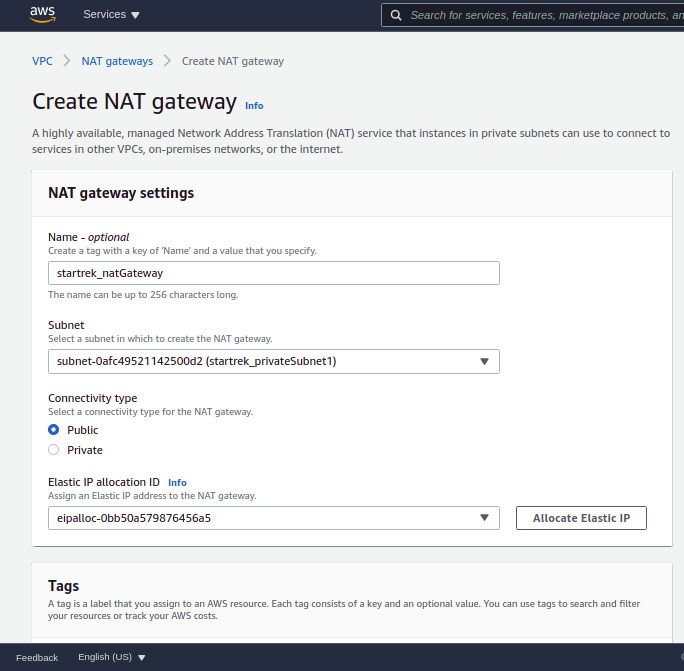 aws
Services
Search for services, features, marketplace products, an
VPC
NAT gateways
Create NAT gateway
Create NAT gateway Info
A highly available, managed Network Address Translation (NAT) service that instances in private subnets can use to connect to
services in other VPCs, on-premises networks, or the internet.
NAT gateway settings
Name - optional
Create a tag with a key of 'Name' and a value that you specify.
startrek_natGateway
The name can be up to 256 characters long.
Subnet
Select a subnet in which to create the NAT gateway.
subnet-0afc49521142500d2 (startrek_privateSubnet1)
Connectivity type
Select a connectivity type for the NAT gateway.
Public
Private
Elastic IP allocation ID Info
Assign an Elastic IP address to the NAT gateway.
eipalloc-0bb50a579876456a5
Allocate Elastic IP
Tags
A tag is a label that you assign to an AWS resource. Each tag consists of a key and an optional value. You can use tags to search and filter
your resources or track your AWS costs.
Feedback
English (US)